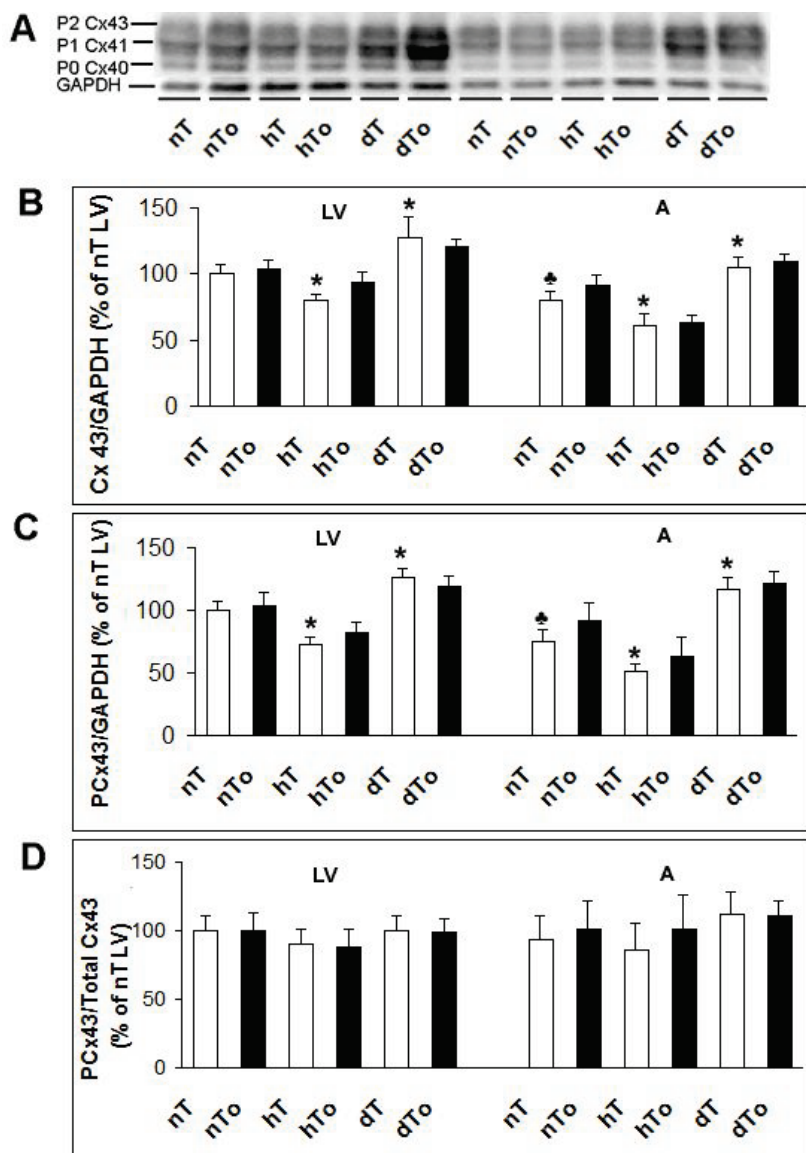 A
P2 Cx43
P1 Cx41
P0 Cx40
GAPDH
nT nTo hT hTo dT dTo nT nTo hT hTo dT dTo
B
Cx 43/GAPDH (% of nT LV)
150
100
50
0
LV A
* * ♣ * *
nT nTo hT hTo dT dTo nT nTo hT hTo dT dTo
C
PCx43/GAPDH (% of nT LV)
150
100
50
0
LV A
* * ♣ * *
nT nTo hT hTo dT dTo nT nTo hT hTo dT dTo
D
PCx43/Total Cx43
(% of nT LV)
150
100
50
0
LV A
nT nTo hT hTo dT dTo nT nTo hT hTo dT dTo